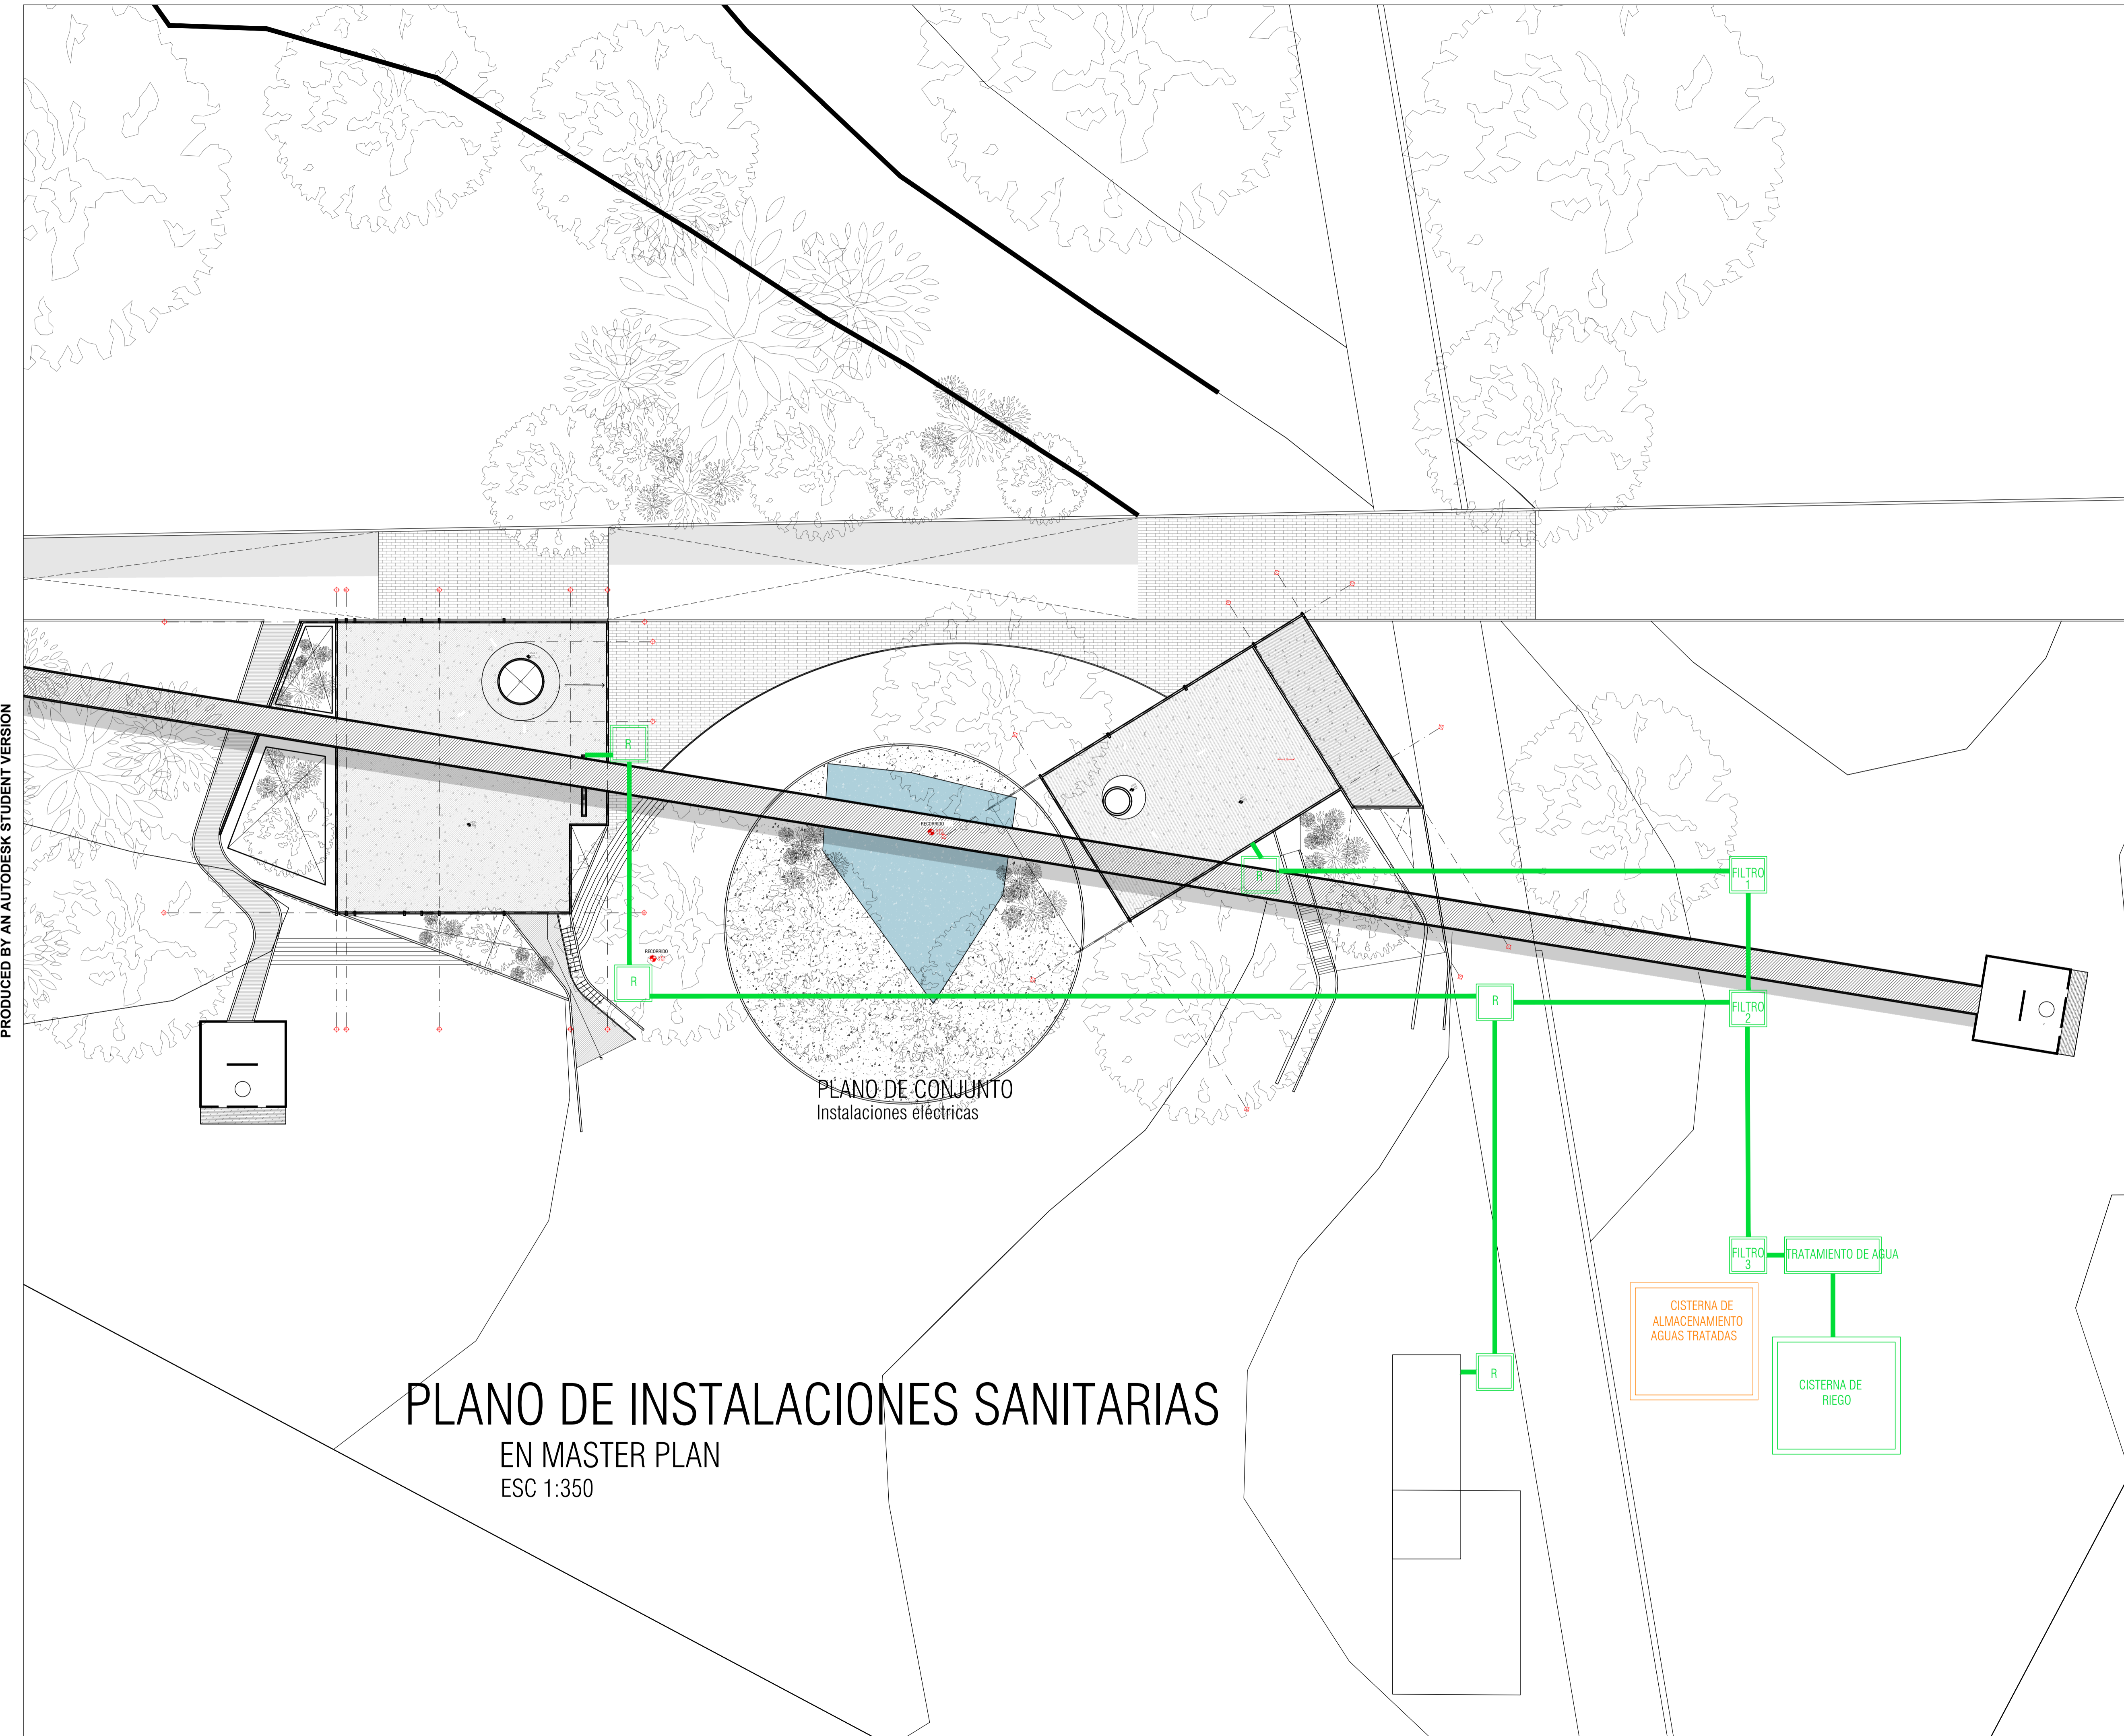 PRODUCED BY AN AUTODESK STUDENT VERSION
R
RECORRIDO
R
FILTRO
1
RECORRIDO
R
R
FILTRO
2
PLANO DE CONJUNTO
Instalaciones eléctricas
FILTRO
3
TRATAMIENTO DE AGUA
CISTERNA DE
ALMACENAMIENTO
AGUAS TRATADAS
R
CISTERNA DE
RIEGO
PLANO DE INSTALACIONES SANITARIAS
EN MASTER PLAN
ESC 1:350